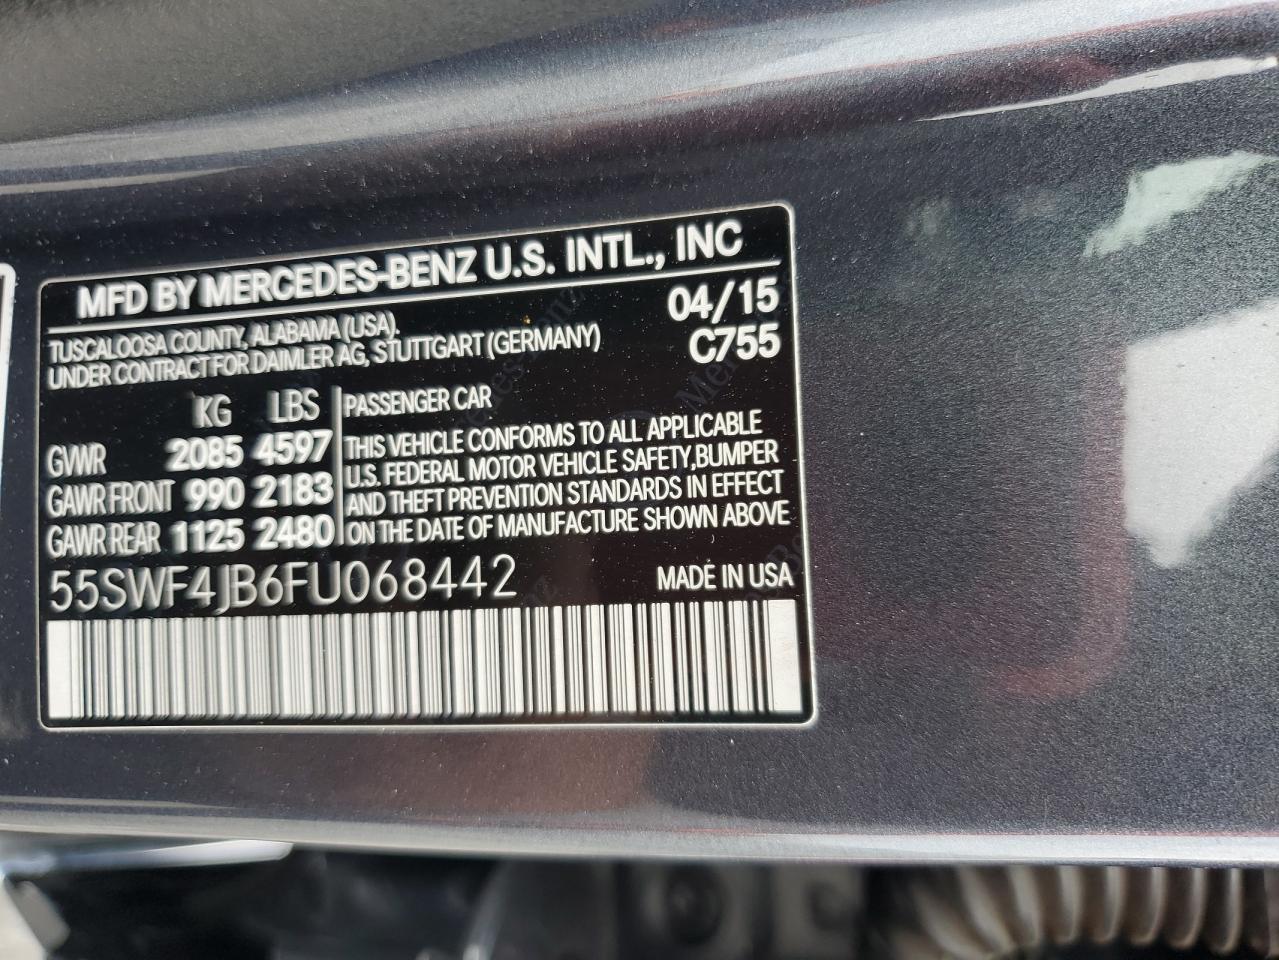 MFD BY MERCEDES-BENZ U.S. INTL., INC
TUSCALOOSA COUNTY, ALABAMA (USA). 04/15
UNDER CONTRACT FOR DAIMLER AG, STUTTGART (GERMANY) C755
KG LBS PASSENGER CAR
GVWR 2085 4597 THIS VEHICLE CONFORMS TO ALL APPLICABLE
U.S. FEDERAL MOTOR VEHICLE SAFETY,BUMPER
GAWR FRONT 990 2183 AND THEFT PREVENTION STANDARDS IN EFFECT
GAWR REAR 1125 2480 ON THE DATE OF MANUFACTURE SHOWN ABOVE
55SWF4JB6FU068442 MADE IN USA